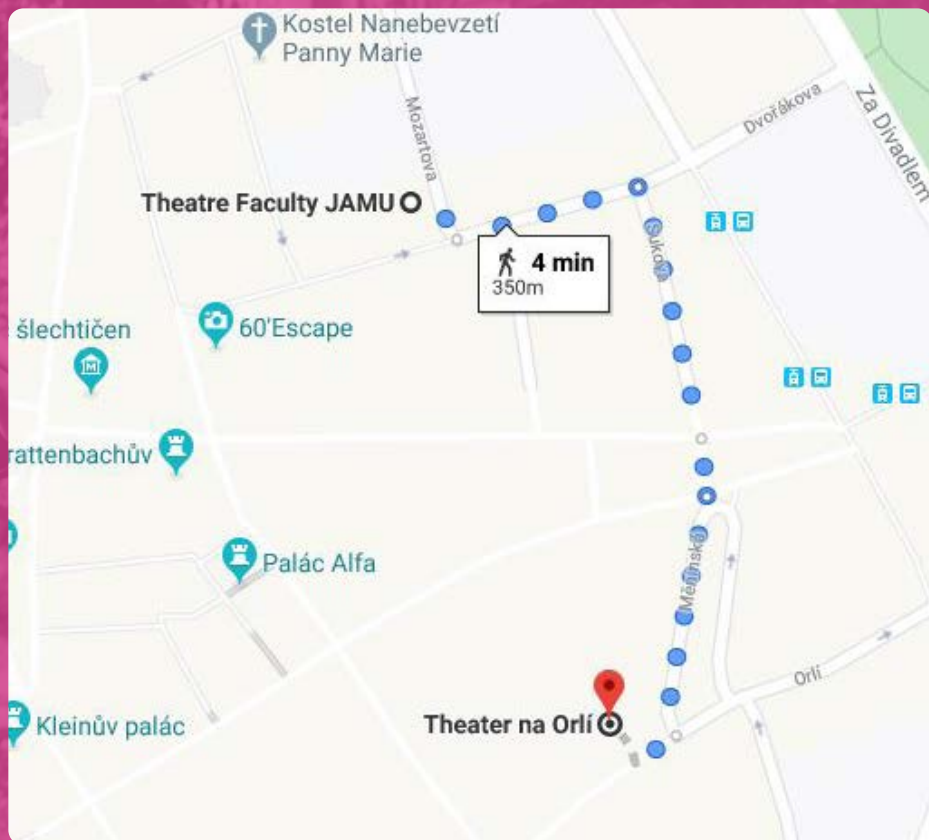 Kostel Nanebevzetí
Panny Marie
Mozartova
Dvořákova
Za Divadlem
Theatre Faculty JAMU
4 min
350m
Sukova
60'Escape
šlechtičen
M
rattenbachův
Palác Alfa
Měnínská
Orlí
Theater na Orlí
Kleinův palác